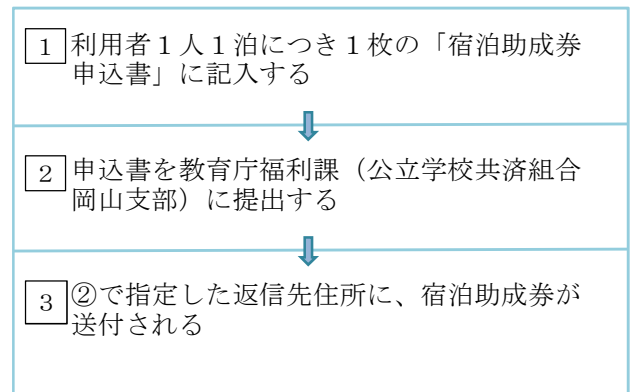 1 利用者1人1泊につき1枚の「宿泊助成券
申込書」に記入する
2 申込書を教育庁福利課（公立学校共済組合
岡山支部）に提出する
3 ②で指定した返信先住所に、宿泊助成券が
送付される